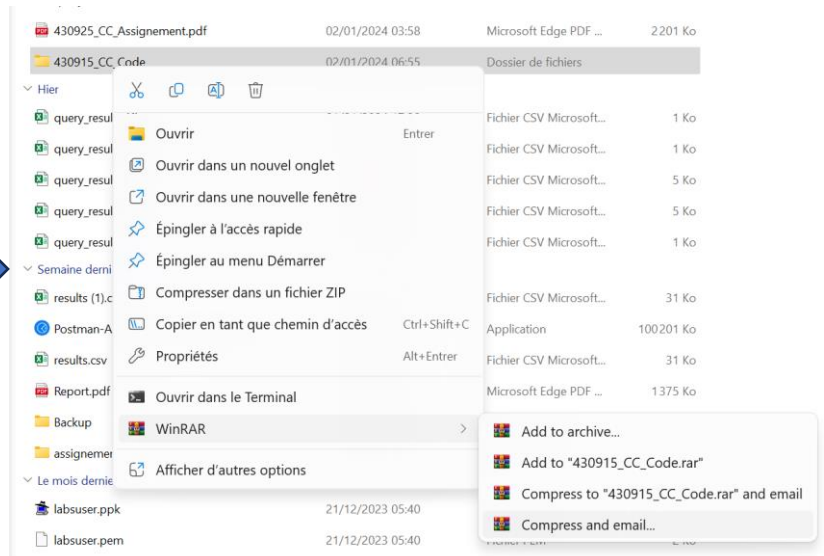 430925_CC_Assignement.pdf 02/01/2024 03:58 Microsoft Edge PDF ... 2201 Ko
430915_CC_Code 02/01/2024 06:55 Dossier de fichiers
Hier
query_resul Fichier CSV Microsoft... 1 Ko
Ouvrir Entrer
query_resul Fichier CSV Microsoft... 1 Ko
Ouvrir dans un nouvel onglet
query_resul Fichier CSV Microsoft... 5 Ko
Ouvrir dans une nouvelle fenêtre
query_resul Fichier CSV Microsoft... 5 Ko
Épingler à l'accès rapide
query_resul Fichier CSV Microsoft... 1 Ko
Épingler au menu Démarrer
Semaine derni
Compresser dans un fichier ZIP
results (1).c Fichier CSV Microsoft... 31 Ko
Copier en tant que chemin d'accès Ctrl+Shift+C
Postman-A Application 100 201 Ko
Propriétés Alt+Entrer
results.csv Fichier CSV Microsoft... 31 Ko
Report.pdf Microsoft Edge PDF ... 1375 Ko
Ouvrir dans le Terminal
Backup
WinRAR
Add to archive...
assignemer
Add to "430915_CC_Code.rar"
Afficher d'autres options
Le mois dernie
Compress to "430915_CC_Code.rar" and email
labsuser.ppk 21/12/2023 05:40
Compress and email...
labsuser.pem 21/12/2023 05:40